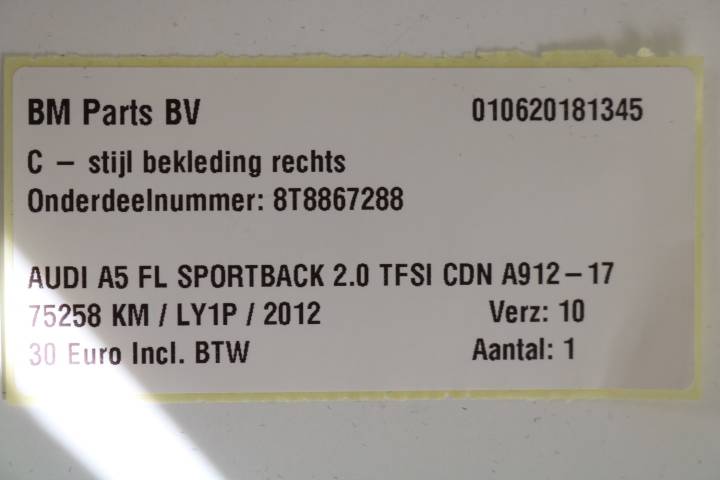 BM Parts BV 010620181345
C – stijl bekleding rechts
Onderdeelnummer: 8T8867288
AUDI A5 FL SPORTBACK 2.0 TFSI CDN A912–17
75258 KM / LY1P / 2012 Verz: 10
30 Euro Incl. BTW Aantal: 1